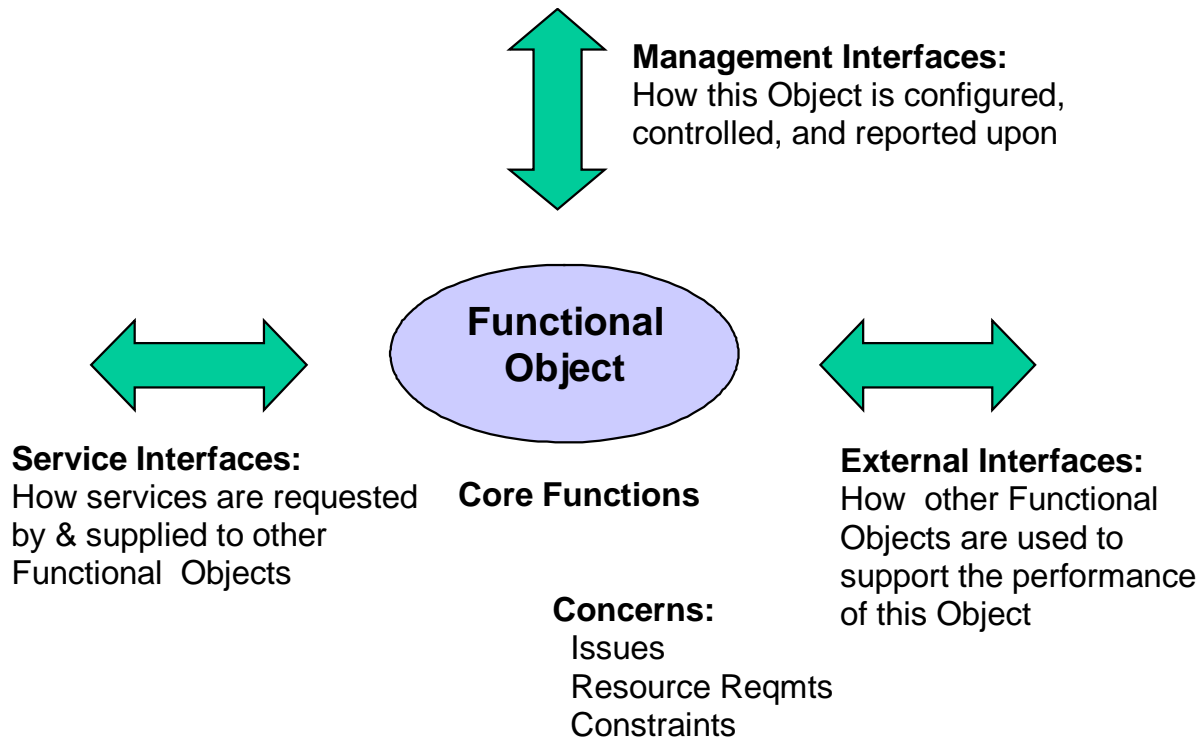 Management Interfaces:
How this Object is configured,
controlled, and reported upon
Functional
Object
Service Interfaces:
How services are requested
by & supplied to other
Functional Objects
Core Functions
External Interfaces:
How other Functional
Objects are used to
support the performance
of this Object
Concerns:
Issues
Resource Reqmts
Constraints